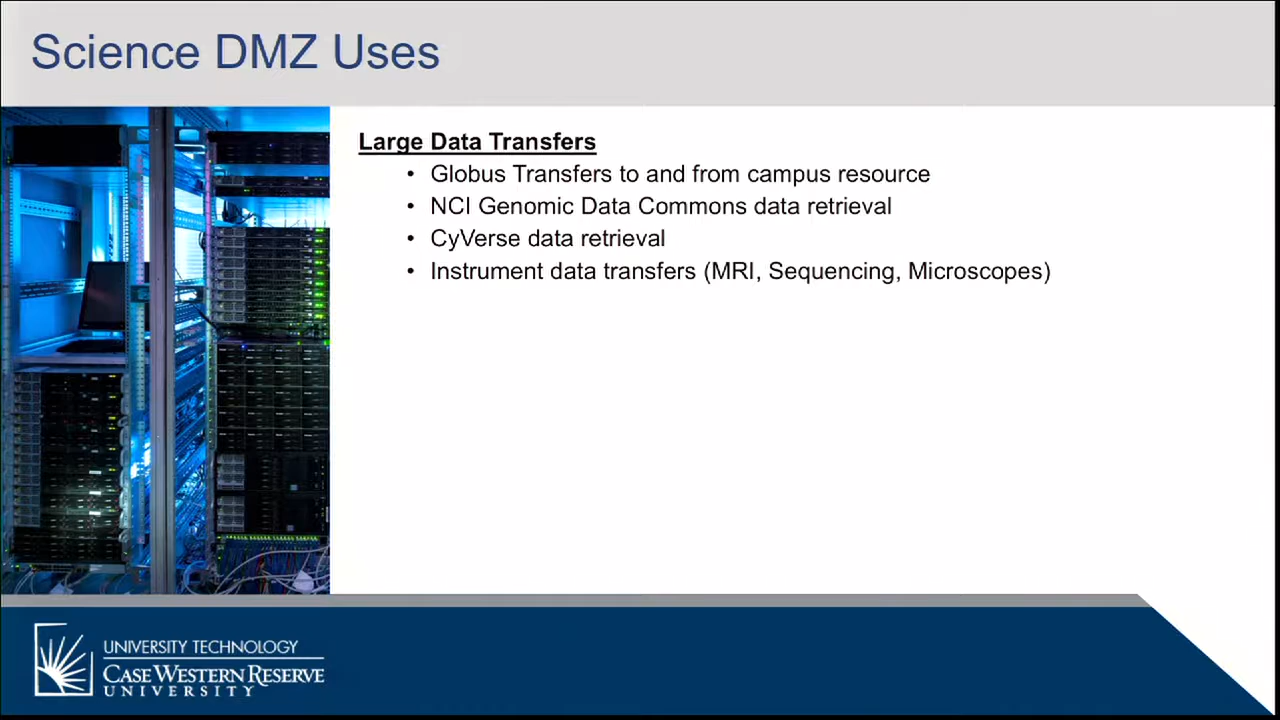 Science DMZ Uses
Large Data Transfers
• Globus Transfers to and from campus resource
• NCI Genomic Data Commons data retrieval
• CyVerse data retrieval
• Instrument data transfers (MRI, Sequencing, Microscopes)
UNIVERSITY TECHNOLOGY
CASE WESTERN RESERVE
UNIVERSITY